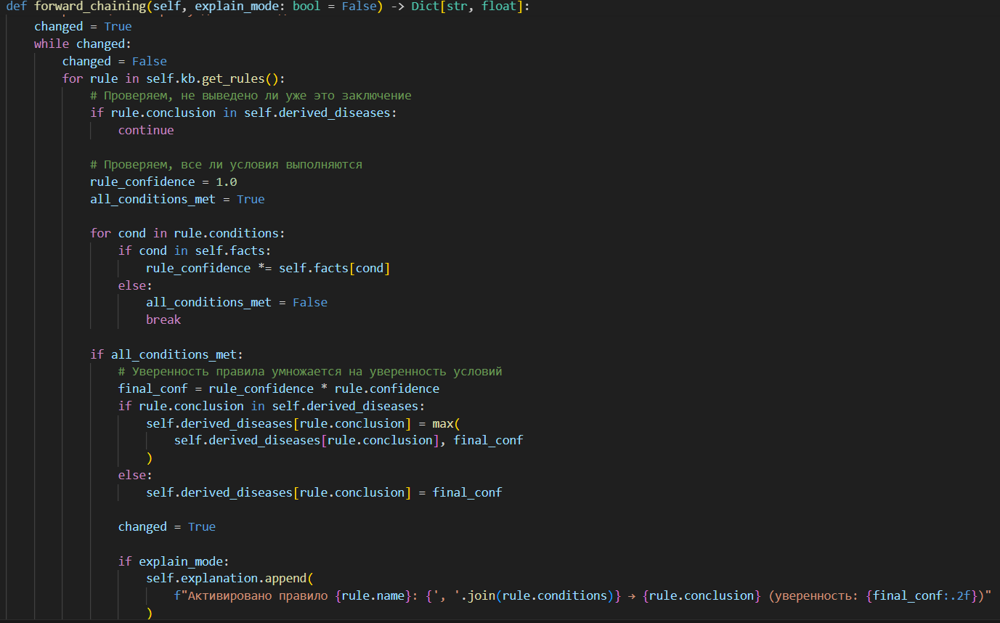 def forward_chaining(self, explain_mode: bool = False) -> Dict[str, float]:
changed = True
while changed:
changed = False
for rule in self.kb.get_rules():
# Проверяем, не выведено ли уже это заключение
if rule.conclusion in self.derived_diseases:
continue
# Проверяем, все ли условия выполняются
rule_confidence = 1.0
all_conditions_met = True
for cond in rule.conditions:
if cond in self.facts:
rule_confidence *= self.facts[cond]
else:
all_conditions_met = False
break
if all_conditions_met:
# Уверенность правила умножается на уверенность условий
final_conf = rule_confidence * rule.confidence
if rule.conclusion in self.derived_diseases:
self.derived_diseases[rule.conclusion] = max(
self.derived_diseases[rule.conclusion], final_conf
)
else:
self.derived_diseases[rule.conclusion] = final_conf
changed = True
if explain_mode:
self.explanation.append(
f"Активировано правило {rule.name}: {', '.join(rule.conditions)} → {rule.conclusion} (уверенность: {final_conf:.2f})"
)